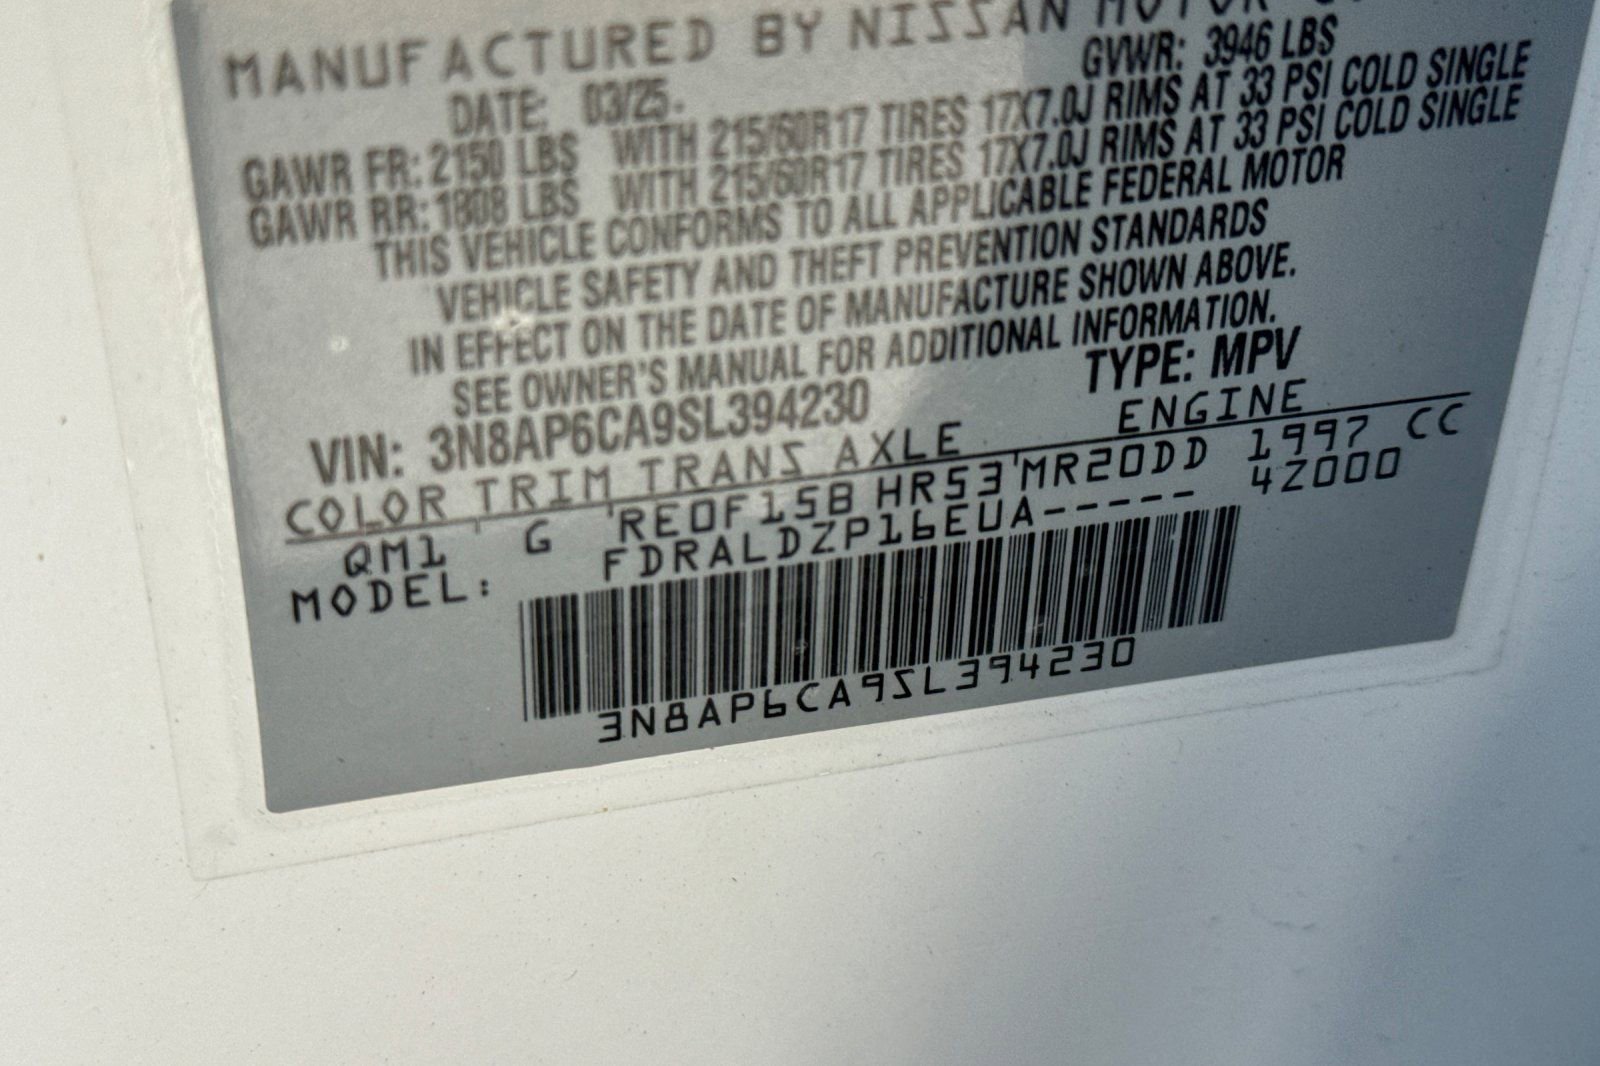 MANUFACTURED BY NISSAN MOTOR
DATE: 03/25. GVWR: 3946 LBS
GAWR FR: 2150 LBS WITH 215/60R17 TIRES 17X7.0J RIMS AT 33 PSI COLD SINGLE
GAWR RR: 1808 LBS WITH 215/60R17 TIRES 17X7.0J RIMS AT 33 PSI COLD SINGLE
THIS VEHICLE CONFORMS TO ALL APPLICABLE FEDERAL MOTOR
VEHICLE SAFETY AND THEFT PREVENTION STANDARDS
IN EFFECT ON THE DATE OF MANUFACTURE SHOWN ABOVE.
SEE OWNER'S MANUAL FOR ADDITIONAL INFORMATION.
VIN: 3N8AP6CA9SL394230 TYPE: MPV
COLOR TRIM TRANS AXLE ENGINE
QM1 G RE0F15B HR53 MR20DD 1997 CC
MODEL: FDRALDZP16EUA----- 4Z000
3N8AP6CA9SL394230